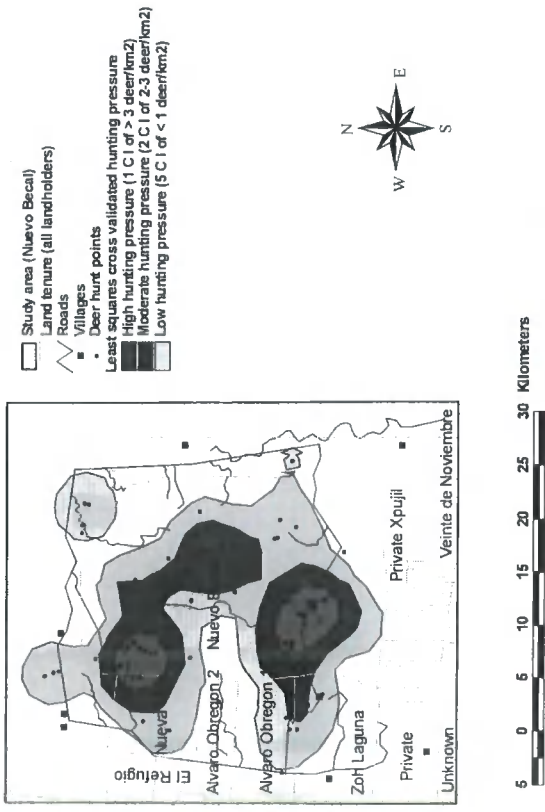 Study area (Nuevo Becal)
Land tenure (all landholders)
Roads
Villages
Deer hunt points
Least squares cross validated hunting pressure
High hunting pressure (1 C I of > 3 deer/km2)
Moderate hunting pressure (2 C I of 2-3 deer/km2)
Low hunting pressure (5 C I of < 1 deer/km2)
N
W
E
S
Nueva
El Refugio
Alvaro Obregon 2
Nuevo B
Alvaro Obregon 1
Zoh Laguna
Private
Unknown
Private Xpujil
Veinte de Noviembre
5 0 5 10 15 20 25 30 Kilometers